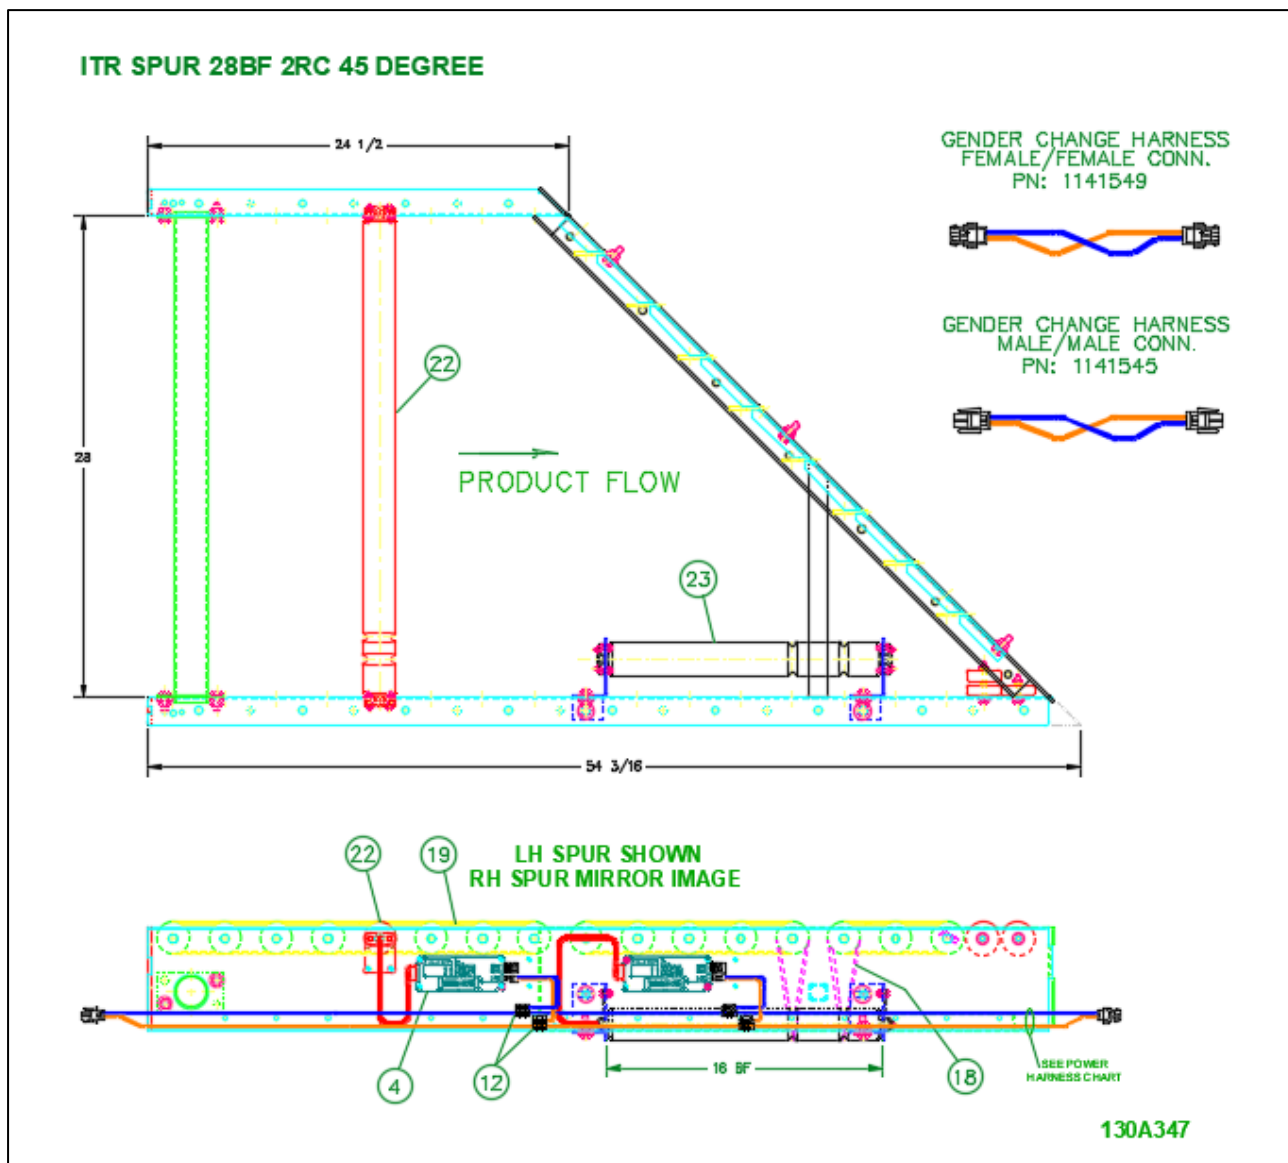 ITR SPUR 28BF 2RC 45 DEGREE
24 1/2
GENDER CHANGE HARNESS
FEMALE/FEMALE CONN.
PN: 1141549
GENDER CHANGE HARNESS
MALE/MALE CONN.
PN: 1141545
22
28
PRODUCT FLOW
23
54 3/16
22
19
LH SPUR SHOWN
RH SPUR MIRROR IMAGE
4
12
16 BF
18
SEE POWER
HARNESS CHART
130A347